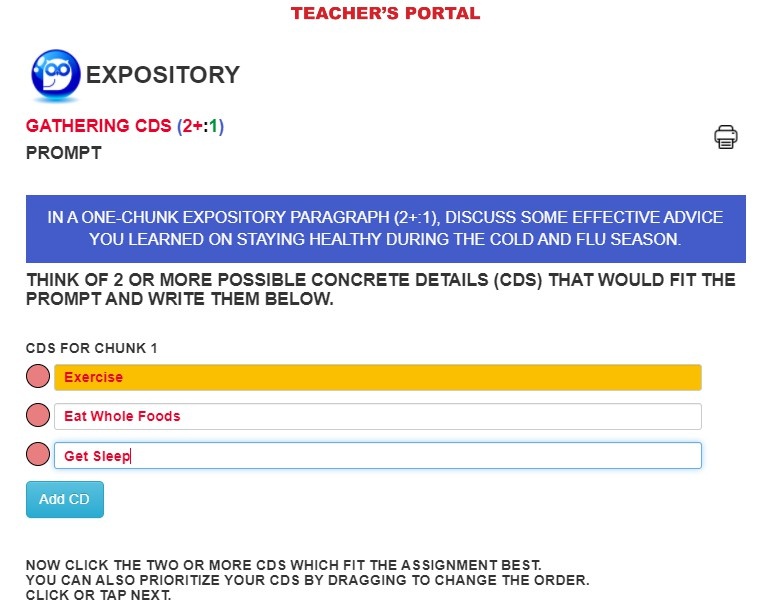 TEACHER'S PORTAL
EXPOSITORY
GATHERING CDS (2+:1)
PROMPT
IN A ONE-CHUNK EXPOSITORY PARAGRAPH (2+:1), DISCUSS SOME EFFECTIVE ADVICE
YOU LEARNED ON STAYING HEALTHY DURING THE COLD AND FLU SEASON.
THINK OF 2 OR MORE POSSIBLE CONCRETE DETAILS (CDS) THAT WOULD FIT THE
PROMPT AND WRITE THEM BELOW.
CDS FOR CHUNK 1
Exercise
Eat Whole Foods
Get Sleep
Add CD
NOW CLICK THE TWO OR MORE CDS WHICH FIT THE ASSIGNMENT BEST.
YOU CAN ALSO PRIORITIZE YOUR CDS BY DRAGGING TO CHANGE THE ORDER.
CLICK OR TAP NEXT.